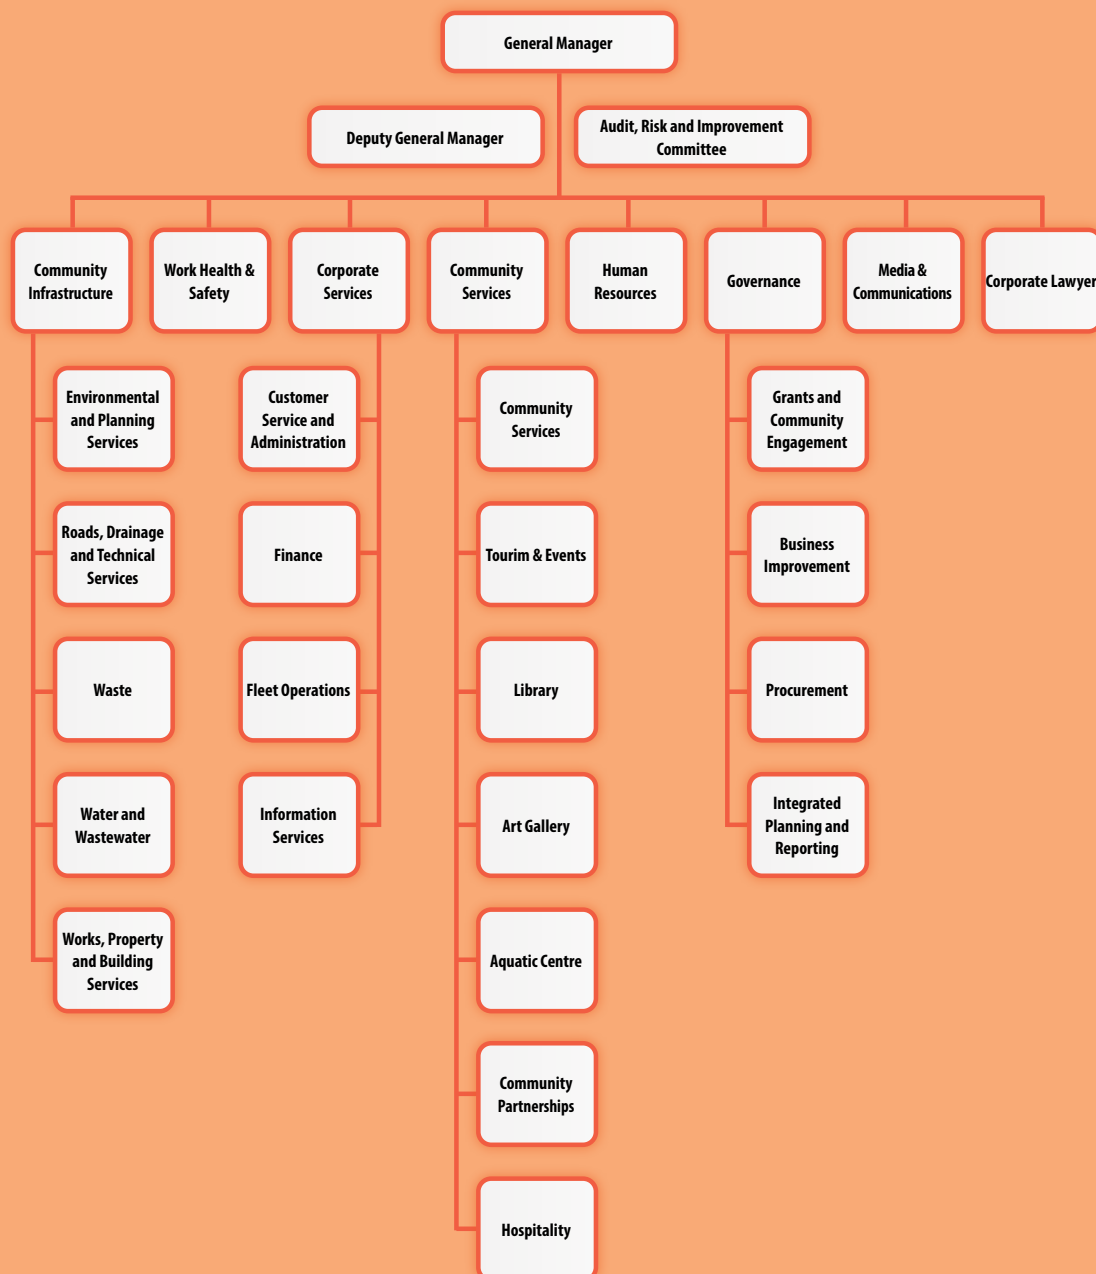 General Manager
Deputy General Manager
Audit, Risk and Improvement
Committee
Community
Infrastructure
Work Health &
Safety
Corporate
Services
Community
Services
Human
Resources
Governance
Media &
Communications
Corporate Lawyer
Environmental
and Planning
Services
Roads, Drainage
and Technical
Services
Waste
Water and
Wastewater
Works, Property
and Building
Services
Customer
Service and
Administration
Finance
Fleet Operations
Information
Services
Community
Services
Tourim & Events
Library
Art Gallery
Aquatic Centre
Community
Partnerships
Hospitality
Grants and
Community
Engagement
Business
Improvement
Procurement
Integrated
Planning and
Reporting